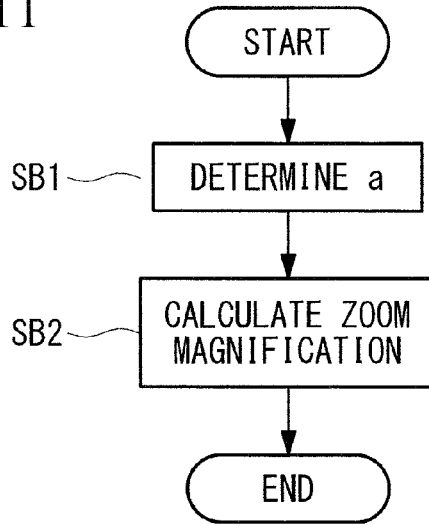 11
START
SB1
DETERMINE a
SB2
CALCULATE ZOOM
MAGNIFICATION
END